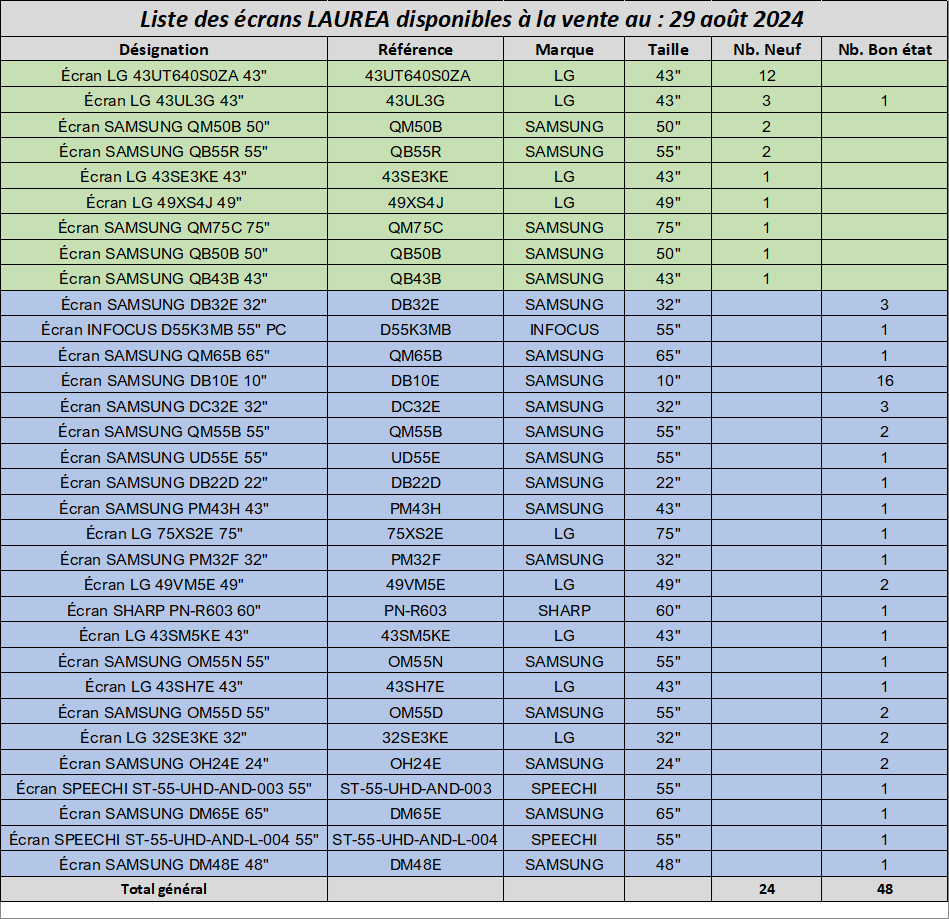 Liste des écrans LAUREA disponibles à la vente au : 29 août 2024
Désignation Référence Marque Taille Nb. Neuf Nb. Bon état
Écran LG 43UT640S0ZA 43" 43UT640S0ZA LG 43" 12
Écran LG 43UL3G 43" 43UL3G LG 43" 3 1
Écran SAMSUNG QM50B 50" QM50B SAMSUNG 50" 2
Écran SAMSUNG QB55R 55" QB55R SAMSUNG 55" 2
Écran LG 43SE3KE 43" 43SE3KE LG 43" 1
Écran LG 49XS4J 49" 49XS4J LG 49" 1
Écran SAMSUNG QM75C 75" QM75C SAMSUNG 75" 1
Écran SAMSUNG QB50B 50" QB50B SAMSUNG 50" 1
Écran SAMSUNG QB43B 43" QB43B SAMSUNG 43" 1
Écran SAMSUNG DB32E 32" DB32E SAMSUNG 32" 3
Écran INFOCUS D55K3MB 55" PC D55K3MB INFOCUS 55" 1
Écran SAMSUNG QM65B 65" QM65B SAMSUNG 65" 1
Écran SAMSUNG DB10E 10" DB10E SAMSUNG 10" 16
Écran SAMSUNG DC32E 32" DC32E SAMSUNG 32" 3
Écran SAMSUNG QM55B 55" QM55B SAMSUNG 55" 2
Écran SAMSUNG UD55E 55" UD55E SAMSUNG 55" 1
Écran SAMSUNG DB22D 22" DB22D SAMSUNG 22" 1
Écran SAMSUNG PM43H 43" PM43H SAMSUNG 43" 1
Écran LG 75XS2E 75" 75XS2E LG 75" 1
Écran SAMSUNG PM32F 32" PM32F SAMSUNG 32" 1
Écran LG 49VM5E 49" 49VM5E LG 49" 2
Écran SHARP PN-R603 60" PN-R603 SHARP 60" 1
Écran LG 43SM5KE 43" 43SM5KE LG 43" 1
Écran SAMSUNG OM55N 55" OM55N SAMSUNG 55" 1
Écran LG 43SH7E 43" 43SH7E LG 43" 1
Écran SAMSUNG OM55D 55" OM55D SAMSUNG 55" 2
Écran LG 32SE3KE 32" 32SE3KE LG 32" 2
Écran SAMSUNG OH24E 24" OH24E SAMSUNG 24" 2
Écran SPEECHI ST-55-UHD-AND-003 55" ST-55-UHD-AND-003 SPEECHI 55" 1
Écran SAMSUNG DM65E 65" DM65E SAMSUNG 65" 1
Écran SPEECHI ST-55-UHD-AND-L-004 55" ST-55-UHD-AND-L-004 SPEECHI 55" 1
Écran SAMSUNG DM48E 48" DM48E SAMSUNG 48" 1
Total général 24 48